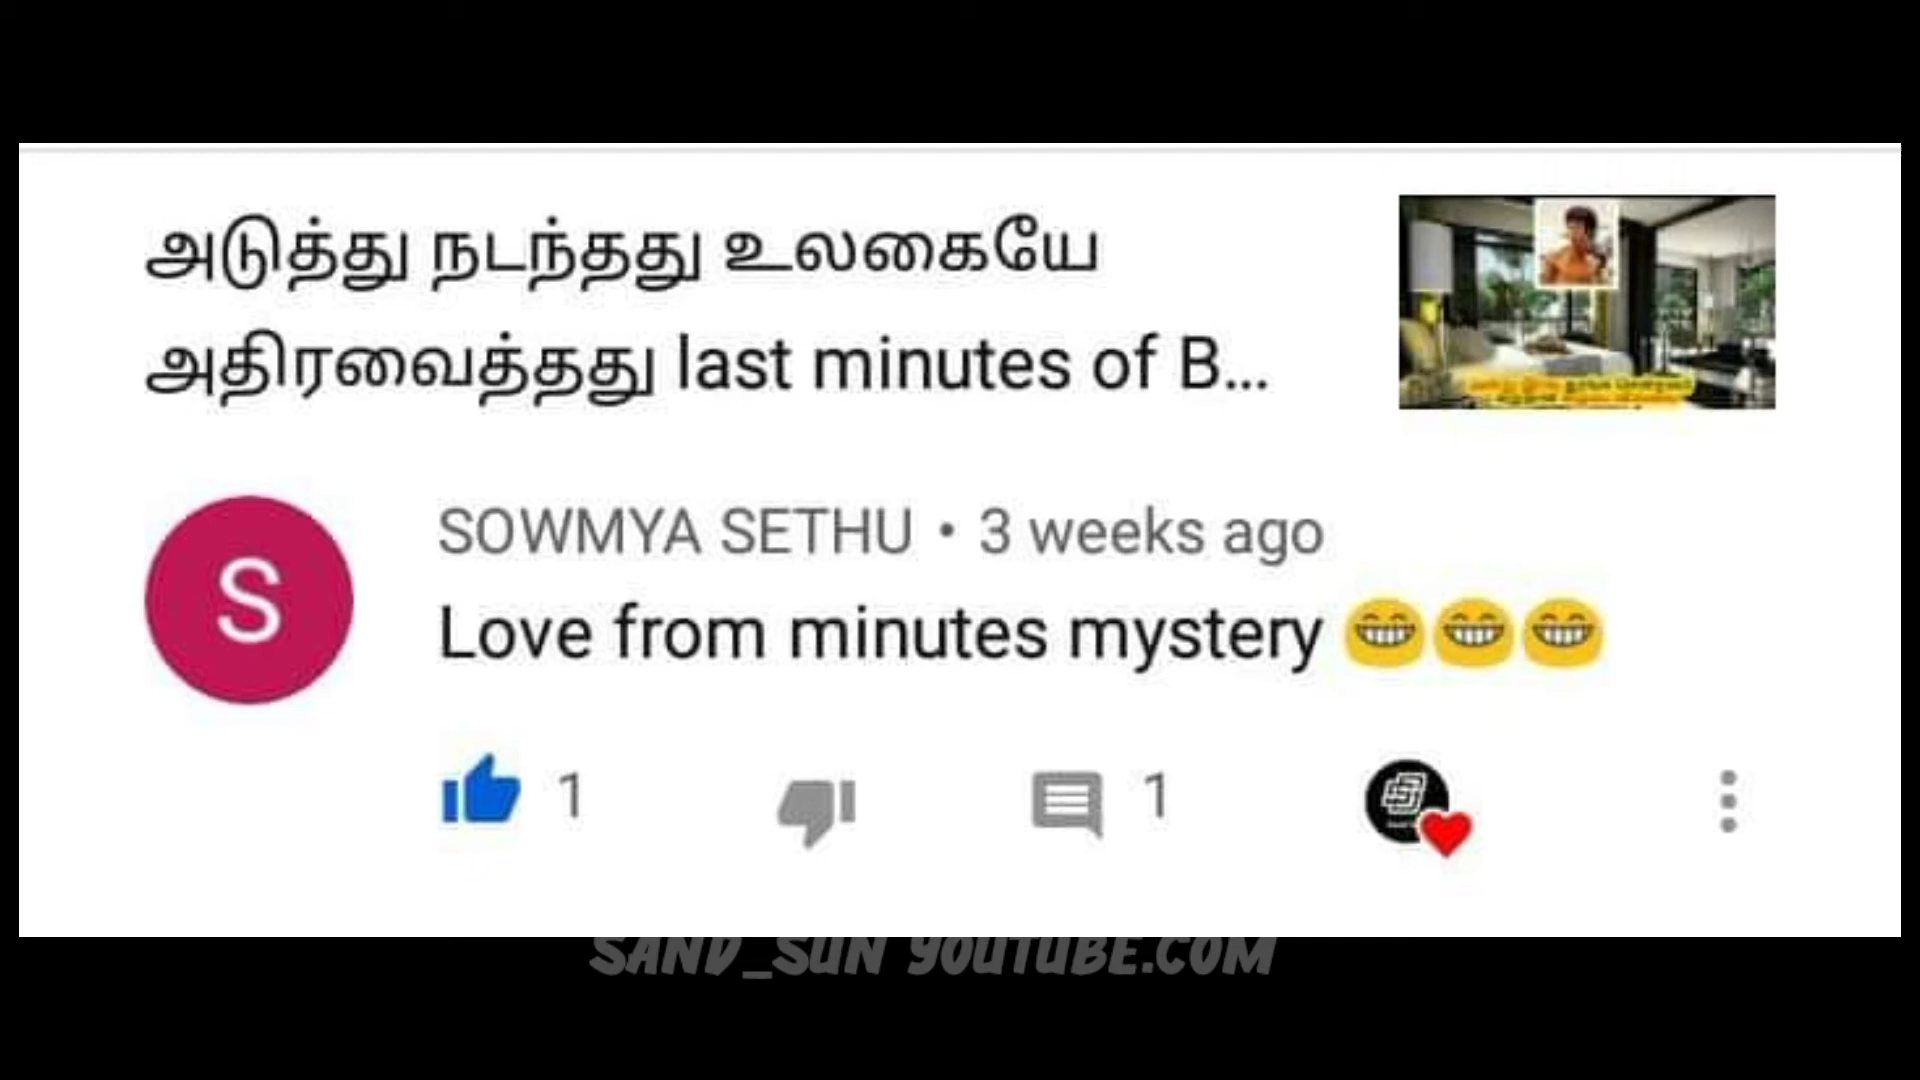 அடுத்து நடந்தது உலகையே
அதிரவைத்தது last minutes of B...
S
SOWMYA SETHU • 3 weeks ago
Love from minutes mystery 😁😁😁
1
1
SAND_SUN YOUTUBE.COM